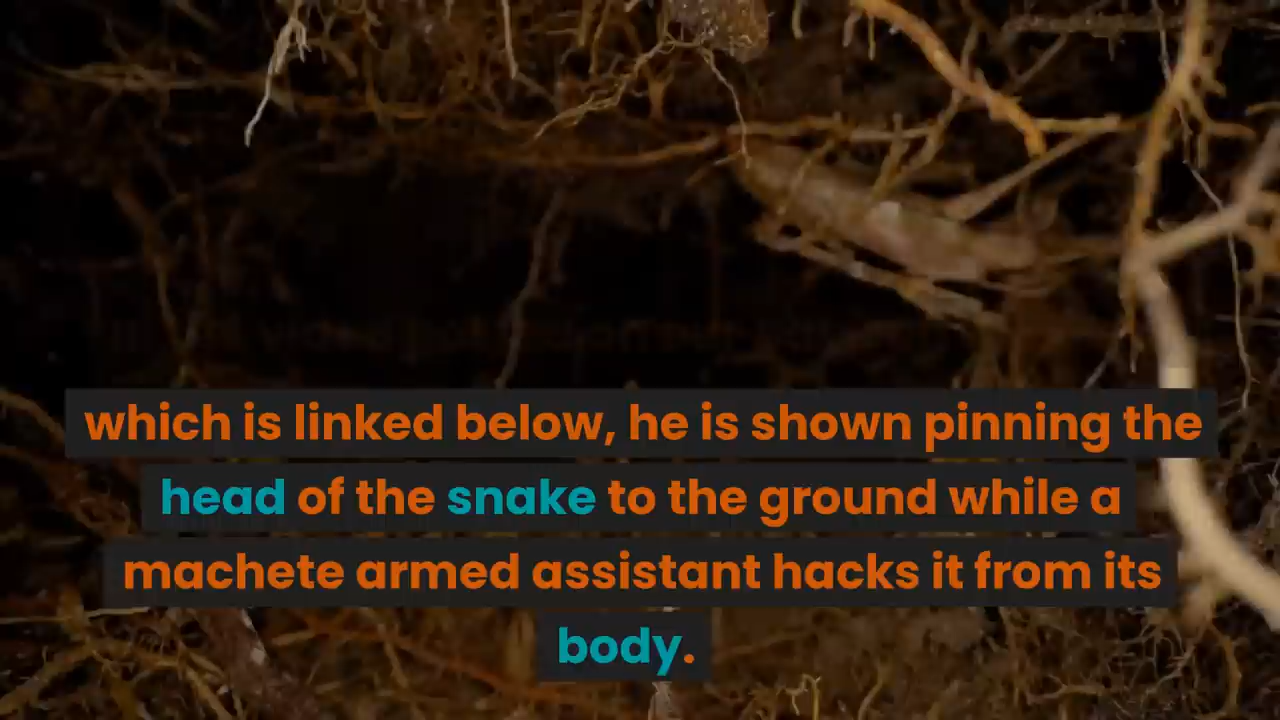 which is linked below, he is shown pinning the
head of the snake to the ground while a
machete armed assistant hacks it from its
body.